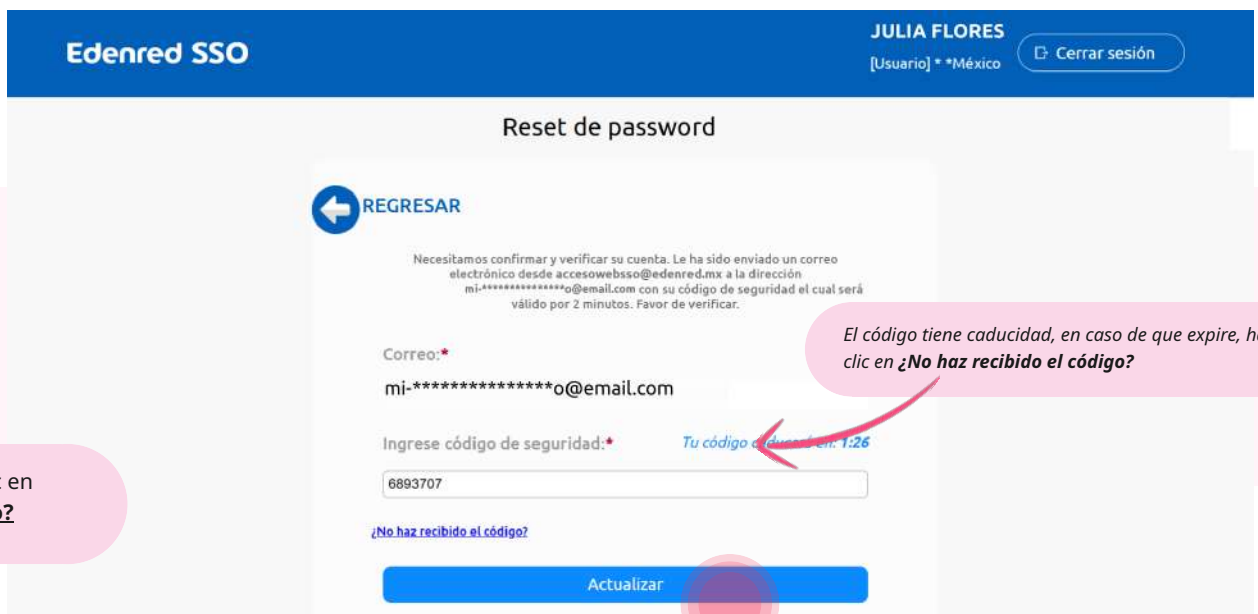 Edenred SSO
JULIA FLORES
[Usuario] * *México
Cerrar sesión
Reset de password
REGRESAR
Necesitamos confirmar y verificar su cuenta. Le ha sido enviado un correo
electrónico desde accesowebsso@edenred.mx a la dirección
mi-***************o@email.com con su código de seguridad el cual será
válido por 2 minutos. Favor de verificar.
El código tiene caducidad, en caso de que expire, h
clic en ¿No haz recibido el código?
Correo:*
mi-***************o@email.com
Ingrese código de seguridad:*
Tu código en: 1:26
6893707
en
o?
¿No haz recibido el código?
Actualizar